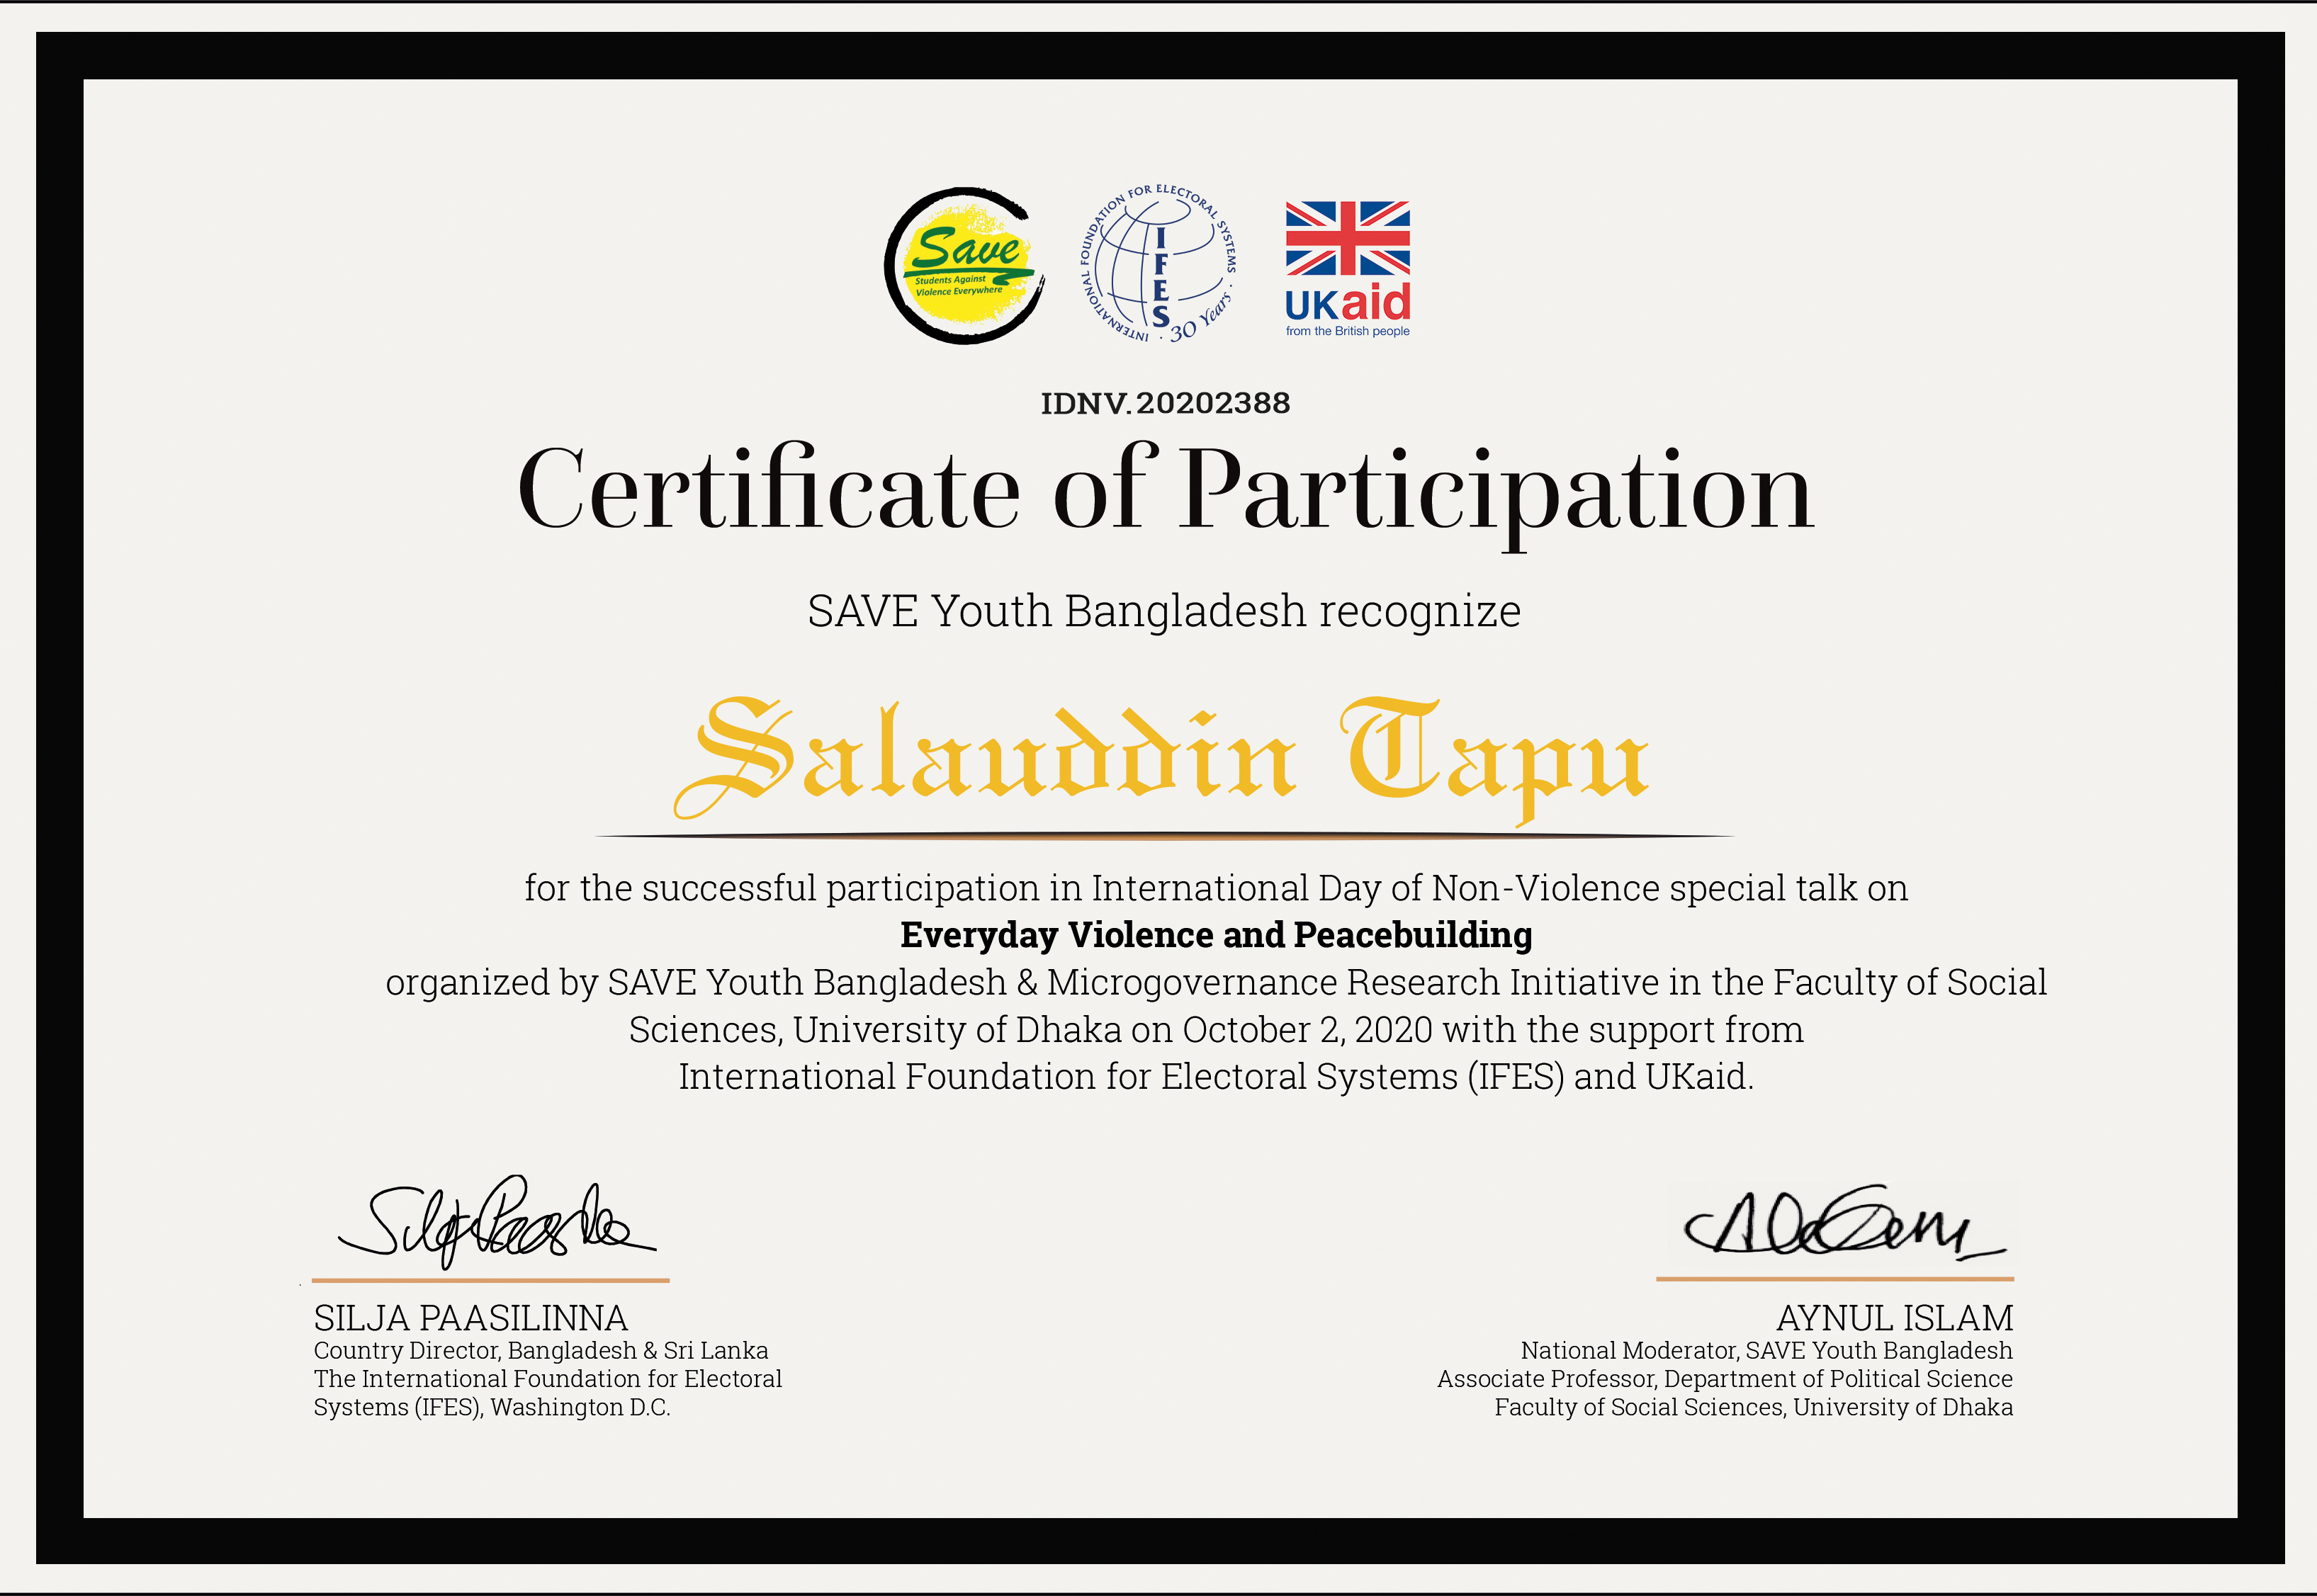 Save
Students Against
Violence Everywhere
INTERNATIONAL FOUNDATION FOR ELECTORAL SYSTEMS · 30 Years ·
IFES
UKaid
from the British people
IDNV.20202388
Certificate of Participation
SAVE Youth Bangladesh recognize
Salauddin Tapu
for the successful participation in International Day of Non-Violence special talk on
Everyday Violence and Peacebuilding
organized by SAVE Youth Bangladesh & Microgovernance Research Initiative in the Faculty of Social
Sciences, University of Dhaka on October 2, 2020 with the support from
International Foundation for Electoral Systems (IFES) and UKaid.
SILJA PAASILINNA
Country Director, Bangladesh & Sri Lanka
The International Foundation for Electoral
Systems (IFES), Washington D.C.
AYNUL ISLAM
National Moderator, SAVE Youth Bangladesh
Associate Professor, Department of Political Science
Faculty of Social Sciences, University of Dhaka